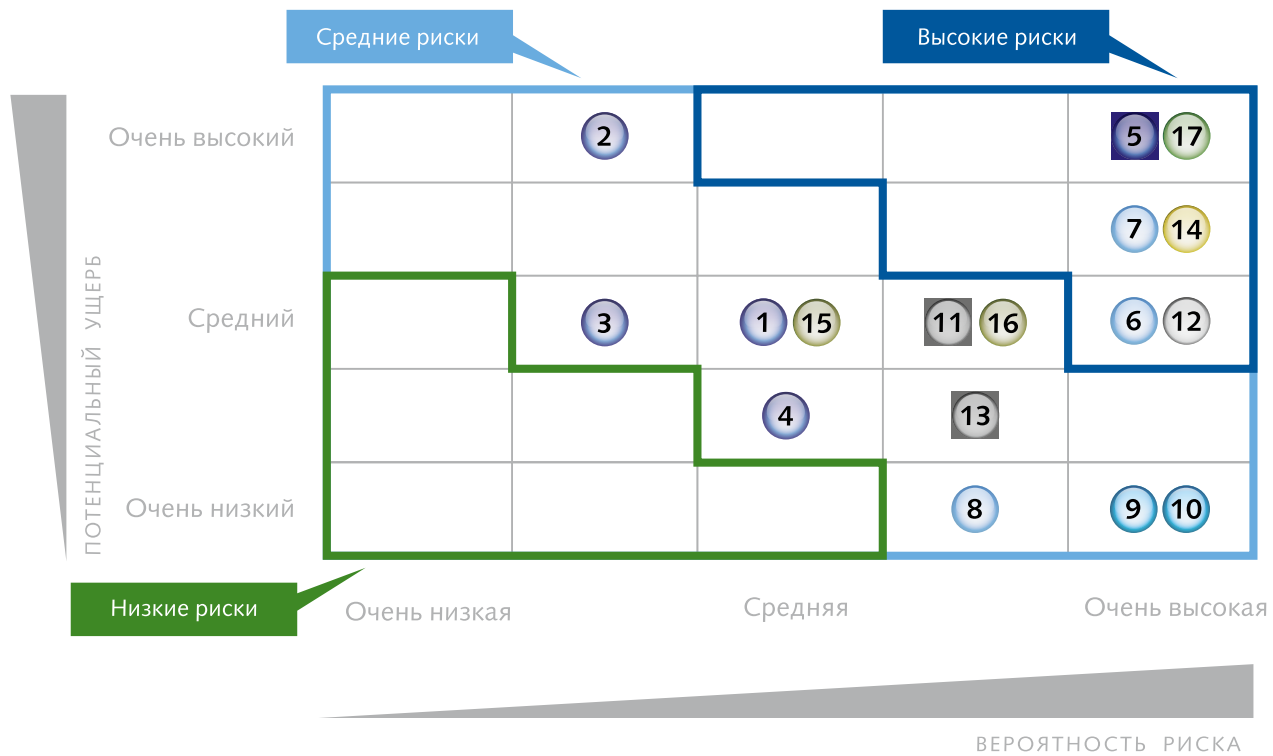 Средние риски
Высокие риски
Очень высокий
2
5 17
7 14
ПОТЕНЦИАЛЬНЫЙ УЩЕРБЬ
Средний
3
1 15
11 16
6 12
4
13
Очень низкий
8
9 10
Низкие риски
Очень низкая
Средняя
Очень высокая
ВЕРОЯТНОСТЬ РИСКА